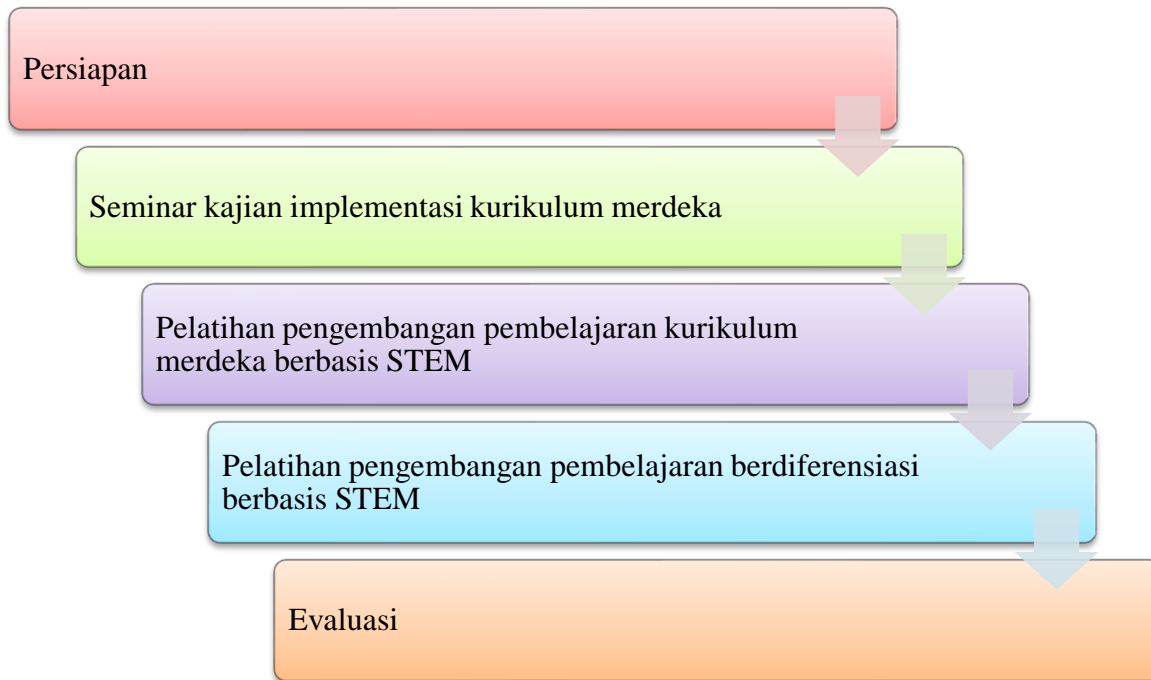 Persiapan
Seminar kajian implementasi kurikulum merdeka
Pelatihan pengembangan pembelajaran kurikulum
merdeka berbasis STEM
Pelatihan pengembangan pembelajaran berdiferensiasi
berbasis STEM
Evaluasi